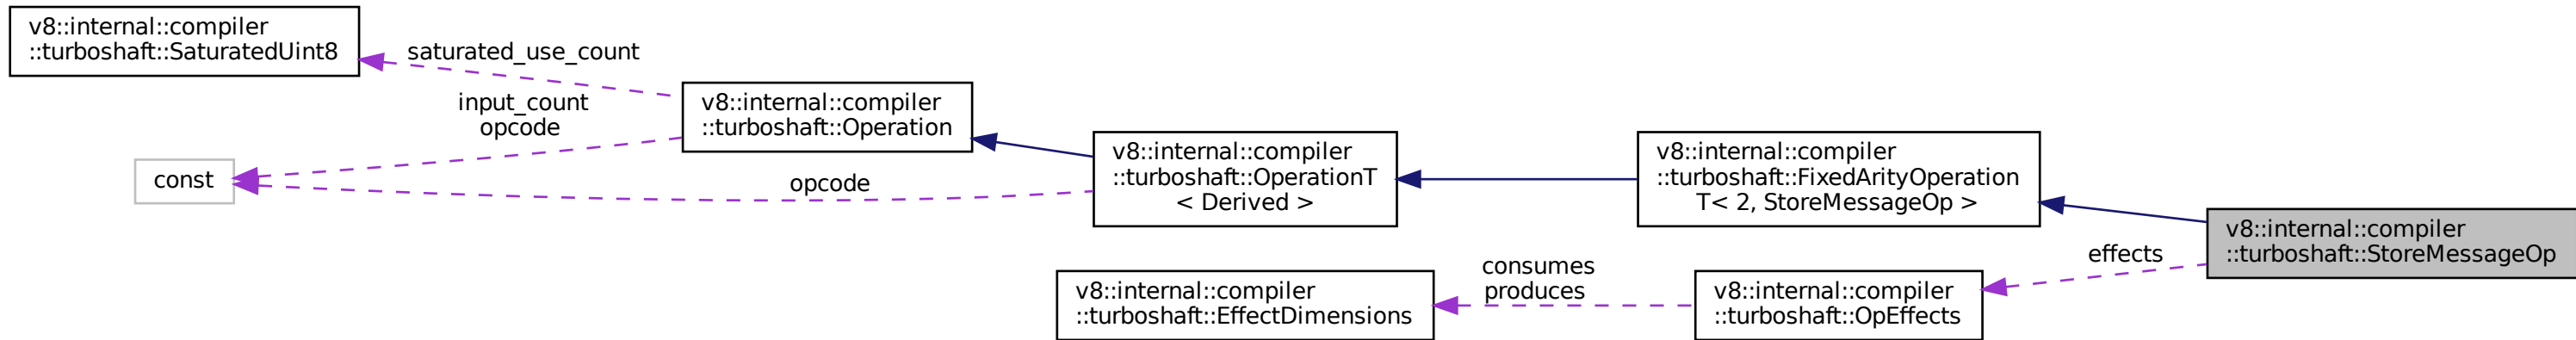 v8::internal::compiler
::turboshaft::SaturatedUint8
saturated_use_count
input_count
opcode
v8::internal::compiler
::turboshaft::Operation
const
opcode
v8::internal::compiler
::turboshaft::OperationT
< Derived >
v8::internal::compiler
::turboshaft::FixedArityOperation
T< 2, StoreMessageOp >
v8::internal::compiler
::turboshaft::StoreMessageOp
effects
consumes
produces
v8::internal::compiler
::turboshaft::EffectDimensions
v8::internal::compiler
::turboshaft::OpEffects